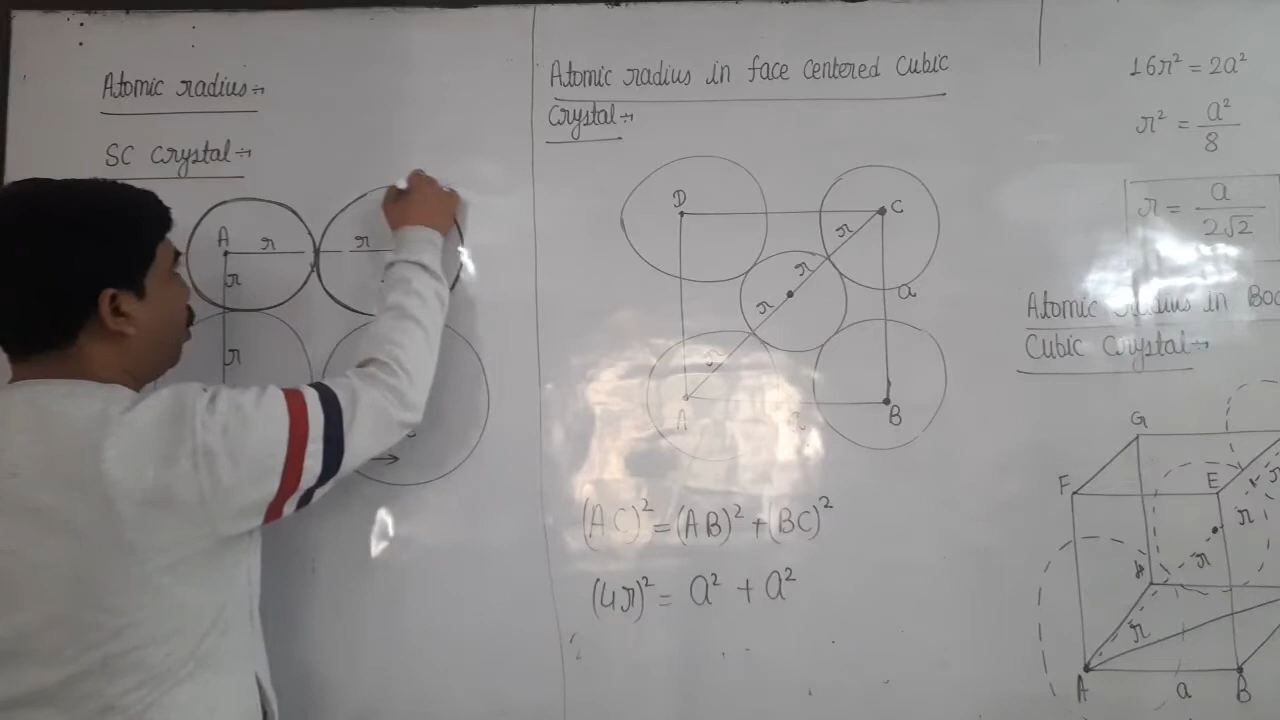 Atomic radius:-
SC Crystal:-
A r r
r
r
Atomic radius in face centered Cubic
Crystal:-
D C
r
r
r
r
a
A B
(AC)² = (AB)² + (BC)²
(4r)² = a² + a²
16r² = 2a²
r² = a²/8
r = a/2√2
Atomic radius in
Cubic Crystal:-
G
F E
r
r
r
r
A a B